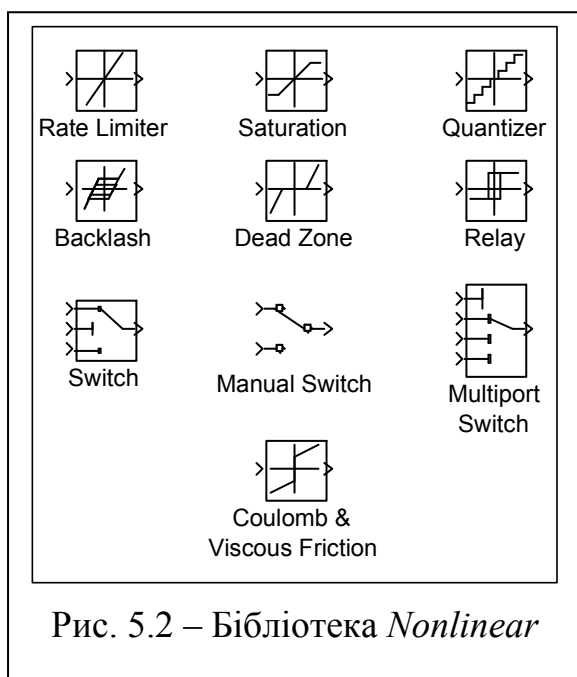 Rate Limiter
Saturation
Quantizer
Backlash
Dead Zone
Relay
Switch
Manual Switch
Multiport
Switch
Coulomb &
Viscous Friction
Рис. 5.2 – Бібліотека Nonlinear